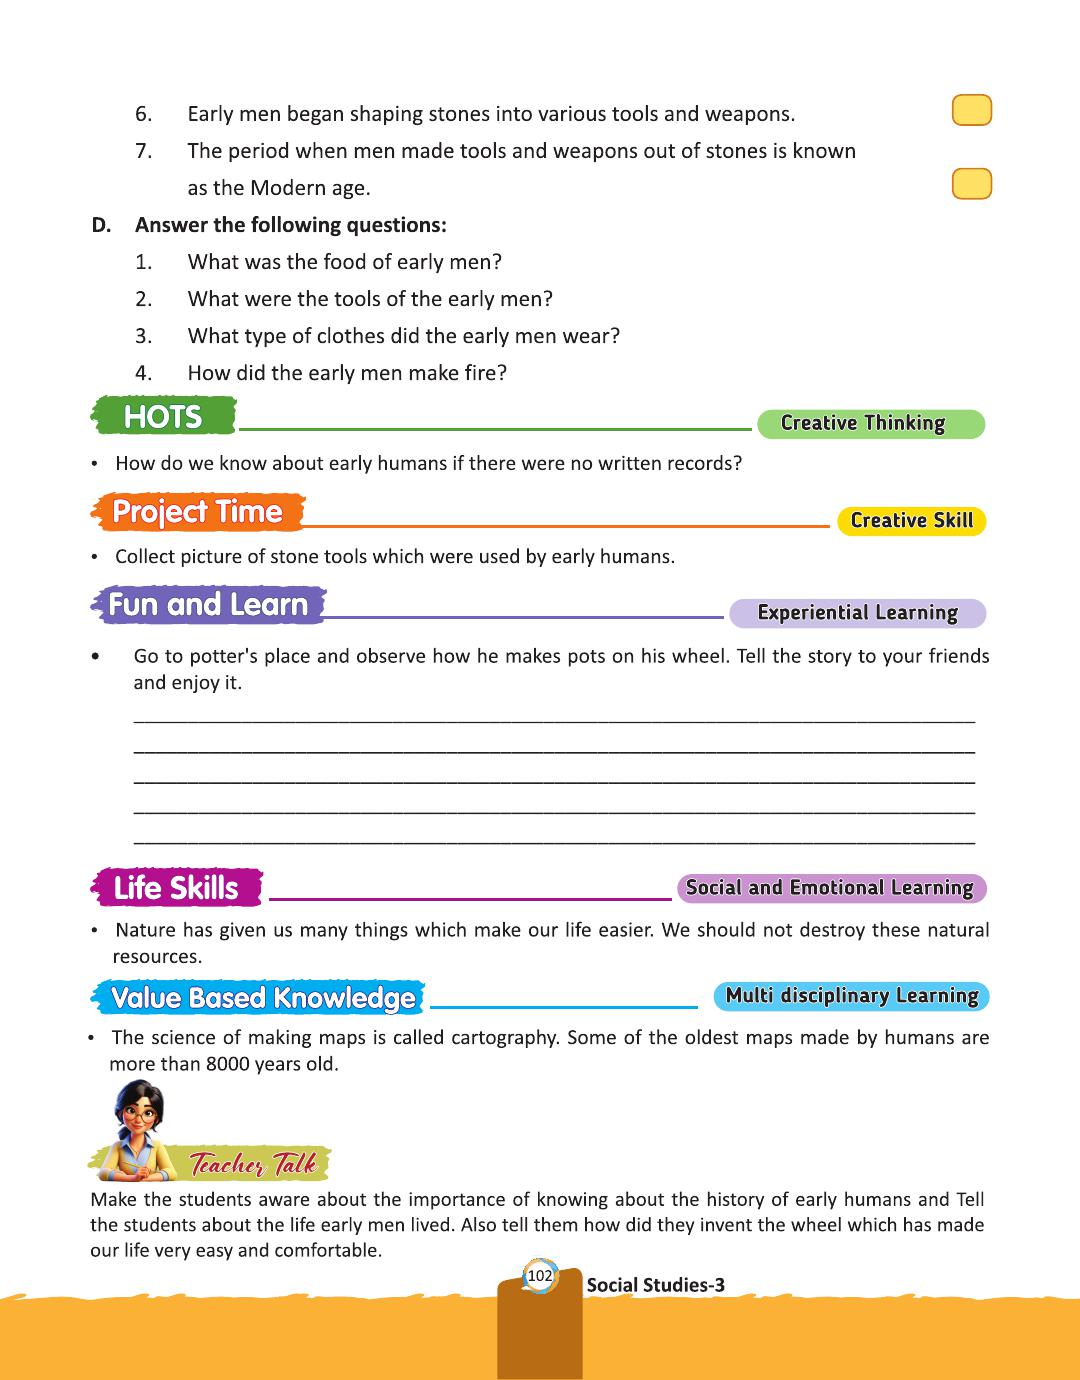 6. Early men began shaping stones into various tools and weapons.
7. The period when men made tools and weapons out of stones is known
as the Modern age.
D. Answer the following questions:
1. What was the food of early men?
2. What were the tools of the early men?
3. What type of clothes did the early men wear?
4. How did the early men make fire?
HOTS Creative Thinking
• How do we know about early humans if there were no written records?
Project Time Creative Skill
• Collect picture of stone tools which were used by early humans.
Fun and Learn Experiential Learning
• Go to potter's place and observe how he makes pots on his wheel. Tell the story to your friends
and enjoy it.
Life Skills Social and Emotional Learning
• Nature has given us many things which make our life easier. We should not destroy these natural
resources.
Value Based Knowledge Multi disciplinary Learning
• The science of making maps is called cartography. Some of the oldest maps made by humans are
more than 8000 years old.
Teacher Talk
Make the students aware about the importance of knowing about the history of early humans and Tell
the students about the life early men lived. Also tell them how did they invent the wheel which has made
our life very easy and comfortable.
102 Social Studies-3